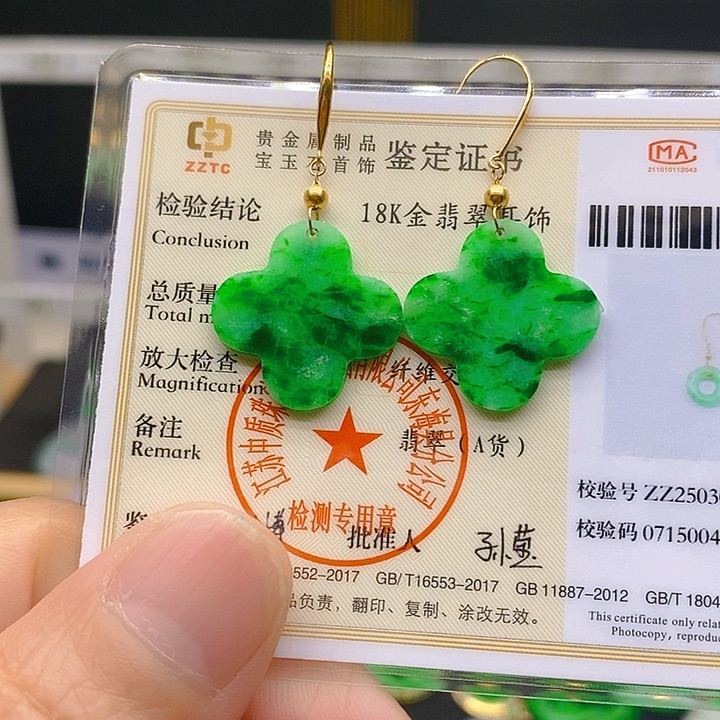 ZZTC
贵金属制品
宝玉石首饰
鉴定证书
MA
211010112043
检验结论
Conclusion
18K金翡翠耳饰
总质量
Total m
放大检查
Magnification
纤维交
备注
Remark
翡翠(A货)
检测专用章
批准人
552-2017 GB/T16553-2017 GB 11887-2012 GB/T 1804
品负责,翻印、复制、涂改无效。
校验号 ZZ2503
校验码 0715004
This certificate only relat
Photocopy, reproduc